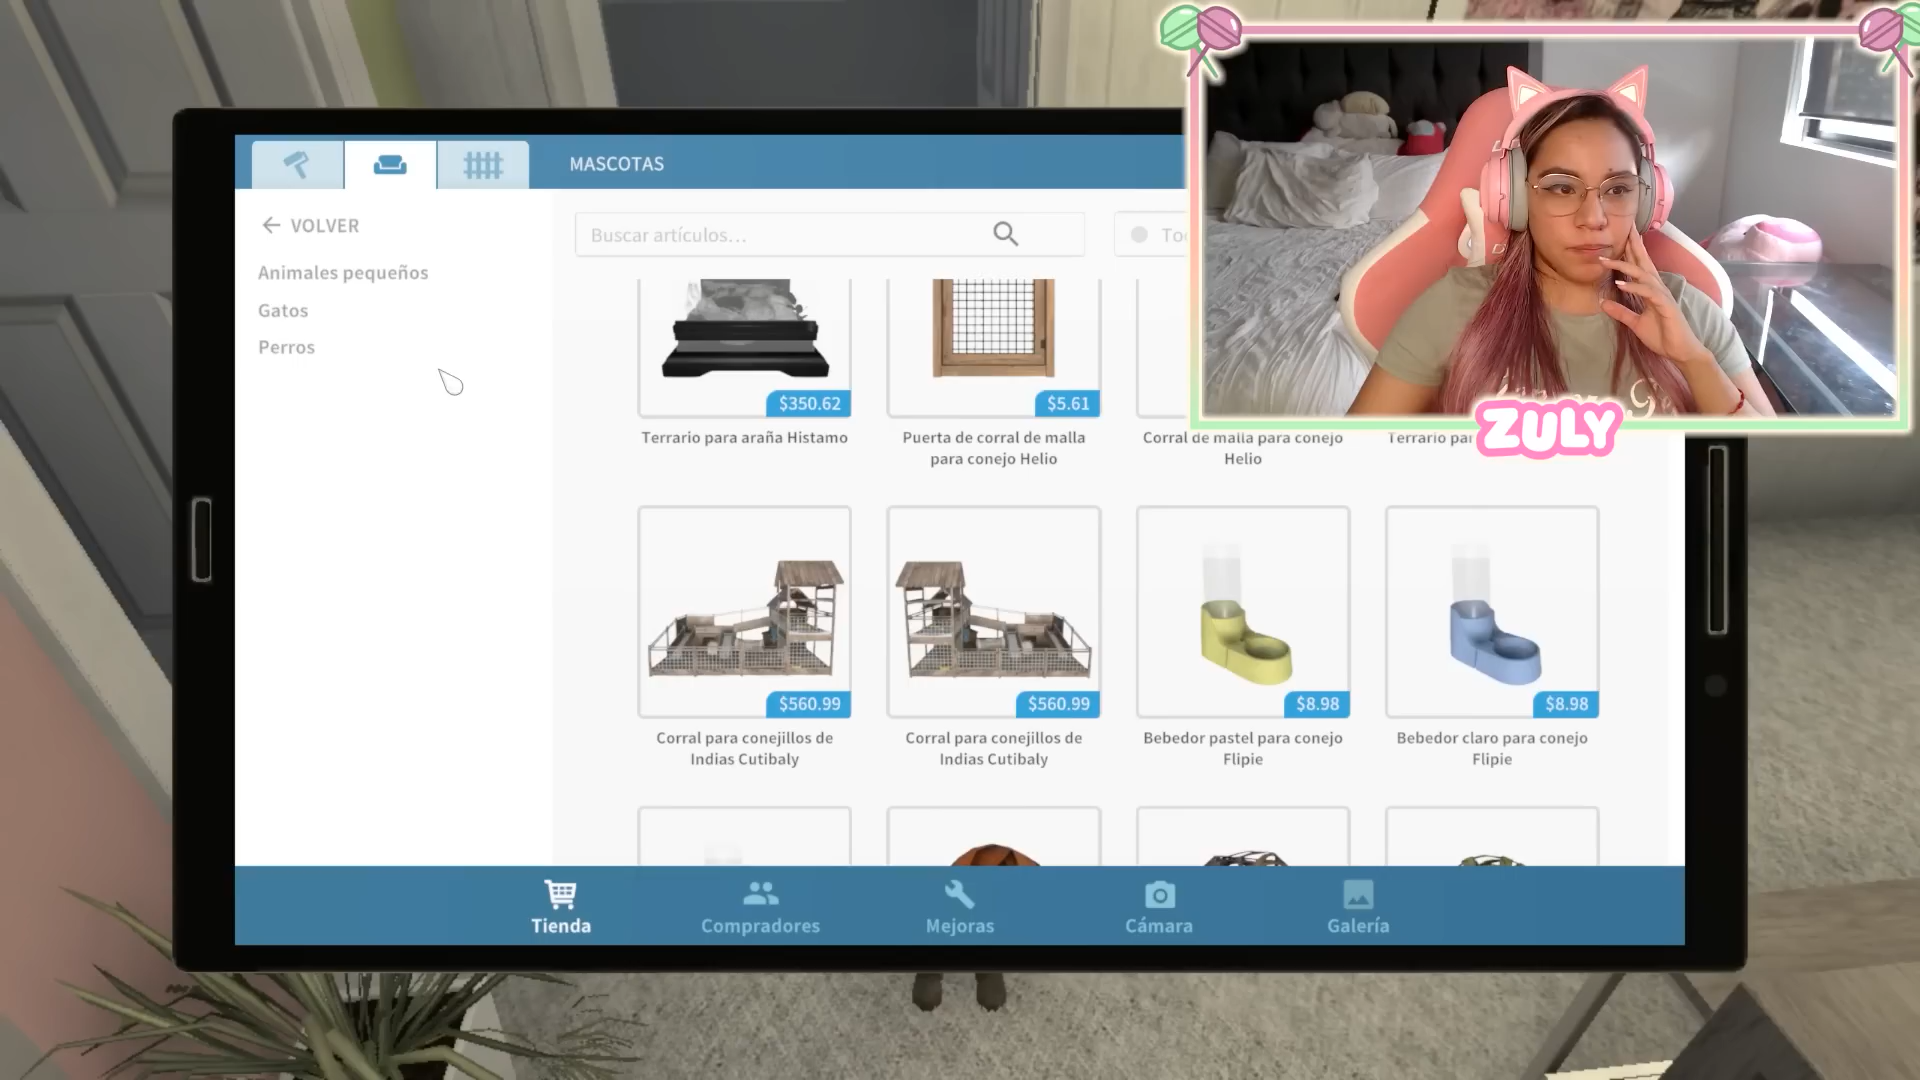 MASCOTAS
VOLVER
Buscar artículos...
Animales pequeños
Gatos
Perros
$350.62
$5.61
Terrario para araña Histamo
Puerta de corral de malla
para conejo Helio
Corral de malla para conejo
Helio
Terrario
$560.99
$560.99
$8.98
$8.98
Corral para conejillos de
Indias Cutibaly
Corral para conejillos de
Indias Cutibaly
Bebedor pastel para conejo
Flipie
Bebedor claro para conejo
Flipie
Tienda
Compradores
Mejoras
Cámara
Galería
ZULY